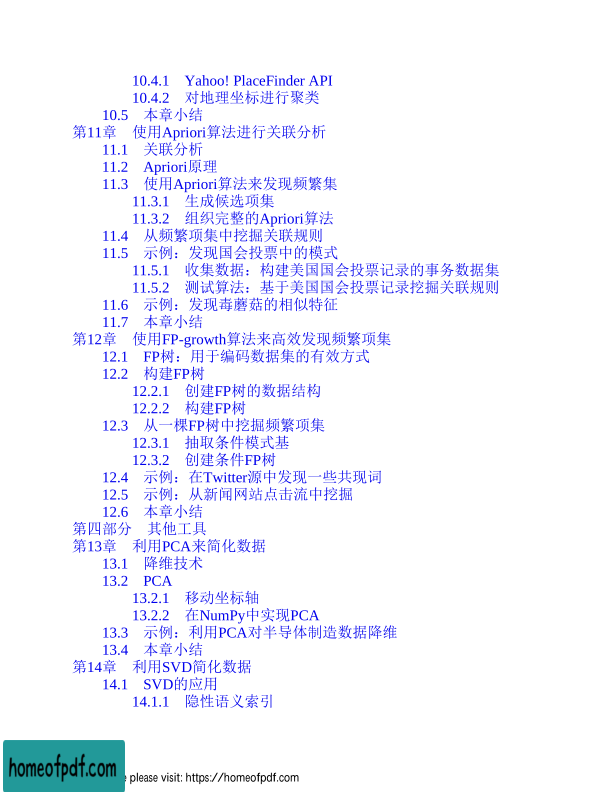 10.4.1 Yahoo! PlaceFinder API
10.4.2 对地理坐标进行聚类
10.5 本章小结
第11章 使用Apriori算法进行关联分析
11.1 关联分析
11.2 Apriori原理
11.3 使用Apriori算法来发现频繁集
11.3.1 生成候选项集
11.3.2 组织完整的Apriori算法
11.4 从频繁项集中挖掘关联规则
11.5 示例：发现国会投票中的模式
11.5.1 收集数据：构建美国国会投票记录的事务数据集
11.5.2 测试算法：基于美国国会投票记录挖掘关联规则
11.6 示例：发现毒蘑菇的相似特征
11.7 本章小结
第12章 使用FP-growth算法来高效发现频繁项集
12.1 FP树：用于编码数据集的有效方式
12.2 构建FP树
12.2.1 创建FP树的数据结构
12.2.2 构建FP树
12.3 从一棵FP树中挖掘频繁项集
12.3.1 抽取条件模式基
12.3.2 创建条件FP树
12.4 示例：在Twitter源中发现一些共现词
12.5 示例：从新闻网站点击流中挖掘
12.6 本章小结
第四部分 其他工具
第13章 利用PCA来简化数据
13.1 降维技术
13.2 PCA
13.2.1 移动坐标轴
13.2.2 在NumPy中实现PCA
13.3 示例：利用PCA对半导体制造数据降维
13.4 本章小结
第14章 利用SVD简化数据
14.1 SVD的应用
14.1.1 隐性语义索引
homeofpdf.com
please visit: https://homeofpdf.com